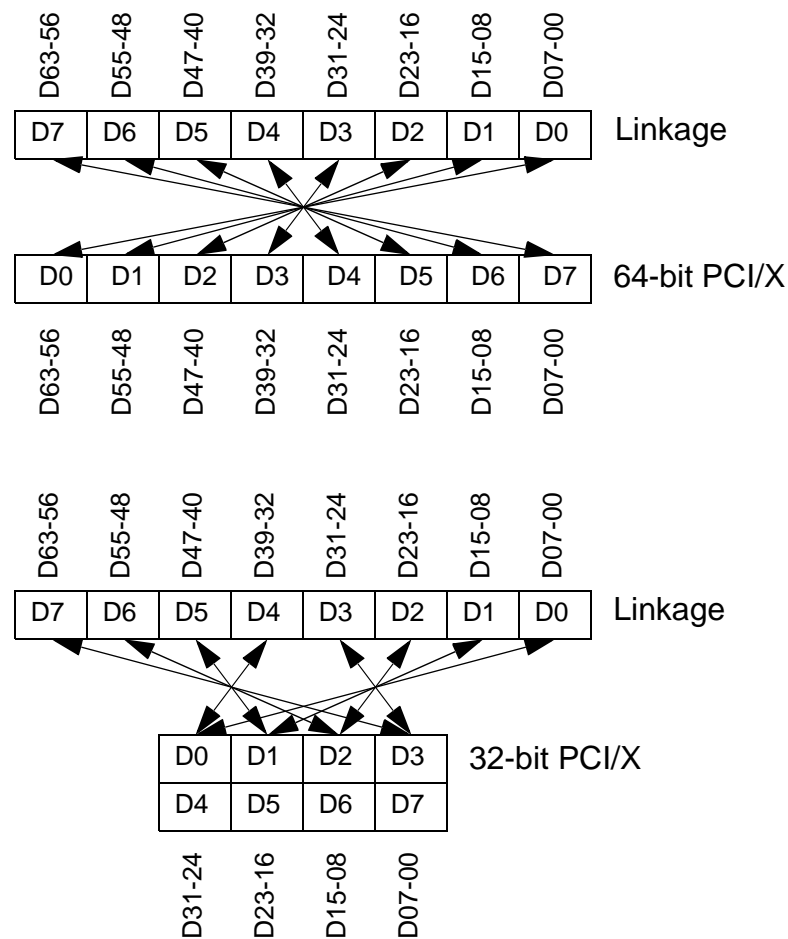 D63-56 D55-48 D47-40 D39-32 D31-24 D23-16 D15-08 D07-00
D7 D6 D5 D4 D3 D2 D1 D0 Linkage
D0 D1 D2 D3 D4 D5 D6 D7 64-bit PCI/X
D63-56 D55-48 D47-40 D39-32 D31-24 D23-16 D15-08 D07-00
D63-56 D55-48 D47-40 D39-32 D31-24 D23-16 D15-08 D07-00
D7 D6 D5 D4 D3 D2 D1 D0 Linkage
D0 D1 D2 D3 32-bit PCI/X
D4 D5 D6 D7
D31-24 D23-16 D15-08 D07-00